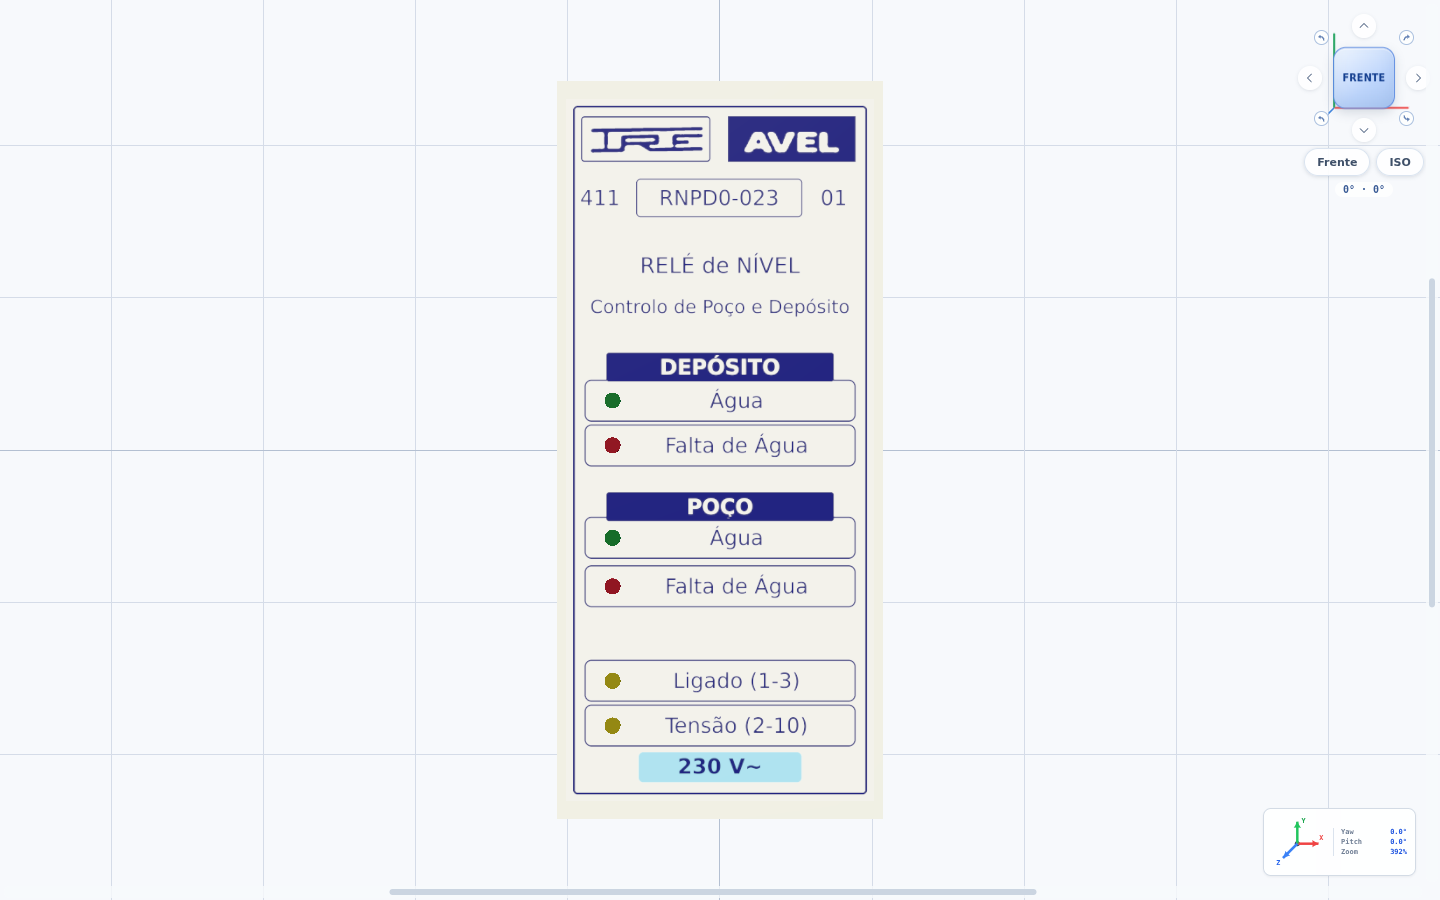 FRENTE
Frente ISO
0° · 0°
AVEL
411 RNPD0-023 01
RELÉ de NÍVEL
Controlo de Poço e Depósito
DEPÓSITO
Água
Falta de Água
POÇO
Água
Falta de Água
Ligado (1-3)
Tensão (2-10)
230 V~
Y
X
Z
Yaw 0.0°
Pitch 0.0°
Zoom 392%